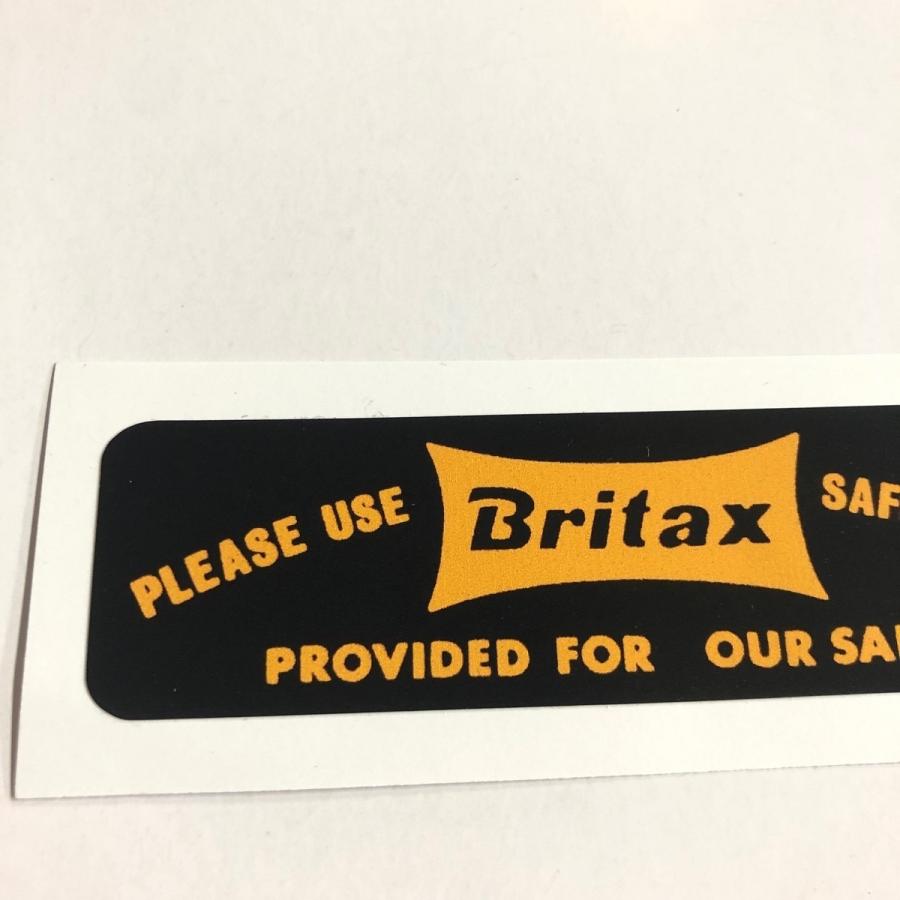 PLEASE USE Britax SAF
PROVIDED FOR OUR SAF